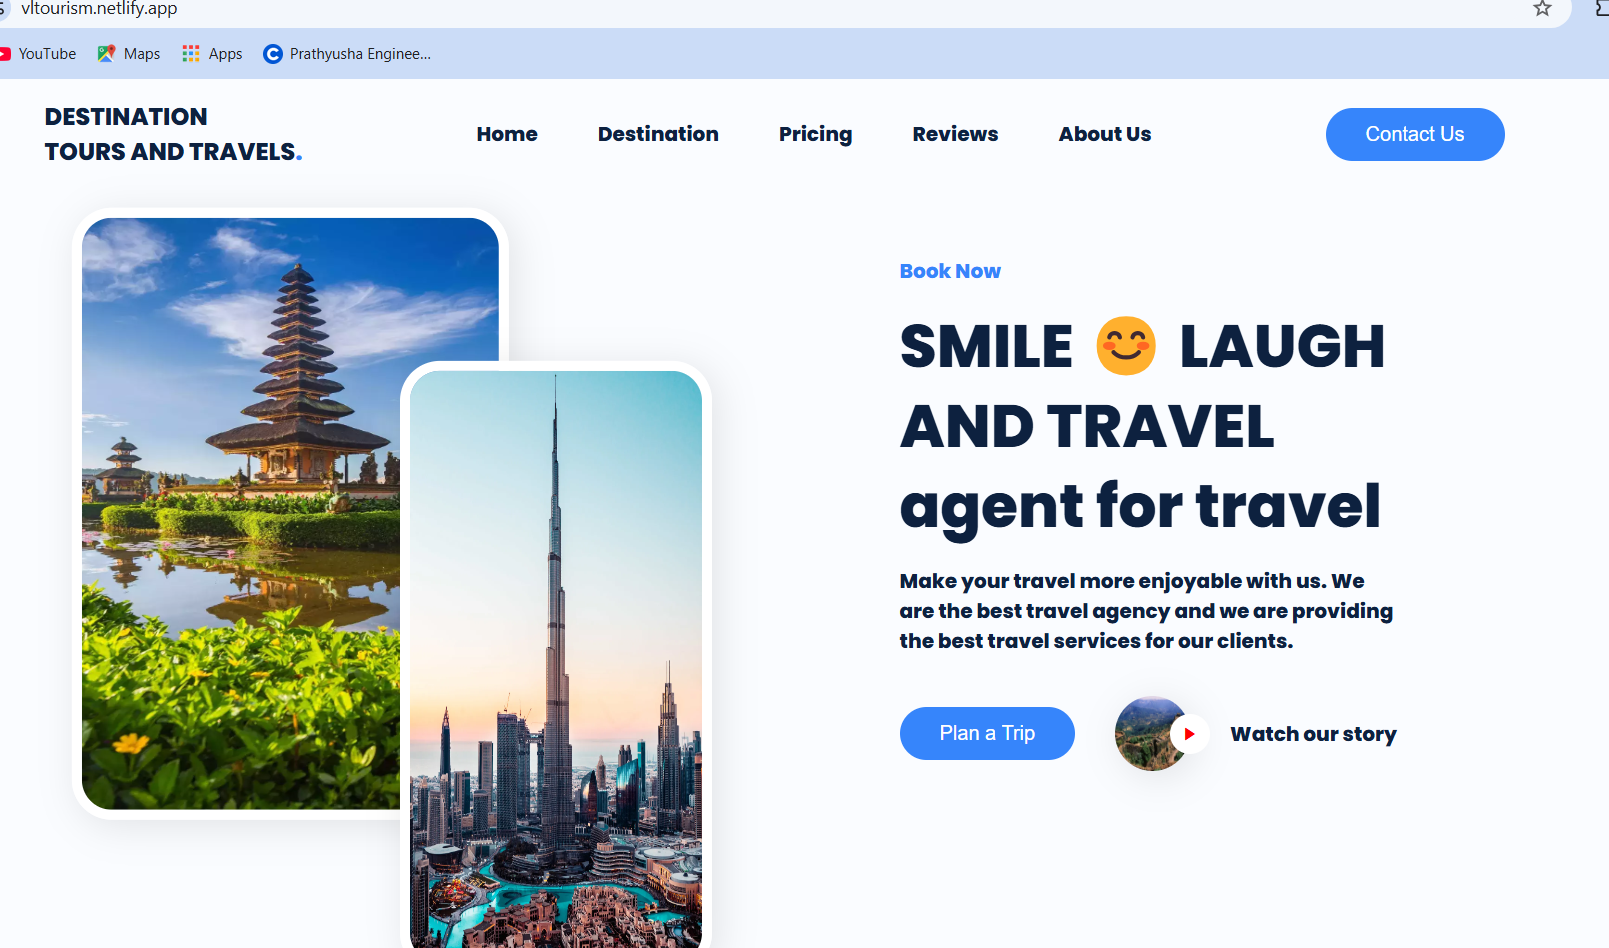 vltourism.netlify.app
YouTube Maps Apps Prathyusha Enginee...
DESTINATION
TOURS AND TRAVELS.
Home Destination Pricing Reviews About Us Contact Us
Book Now
SMILE 😊 LAUGH
AND TRAVEL
agent for travel
Make your travel more enjoyable with us. We
are the best travel agency and we are providing
the best travel services for our clients.
Plan a Trip
Watch our story